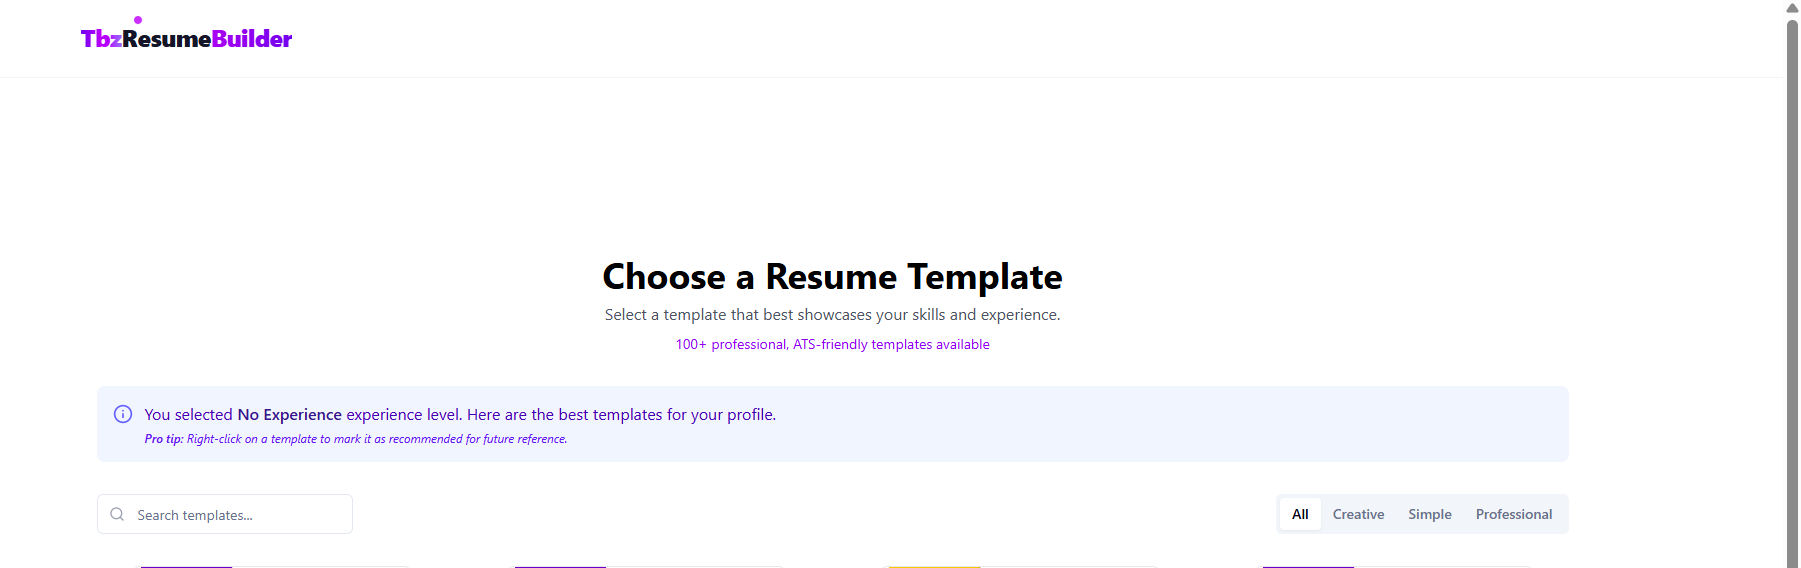 TbzResumeBuilder
Choose a Resume Template
Select a template that best showcases your skills and experience.
100+ professional, ATS-friendly templates available
You selected No Experience experience level. Here are the best templates for your profile.
Pro tip: Right-click on a template to mark it as recommended for future reference.
Search templates...
All Creative Simple Professional